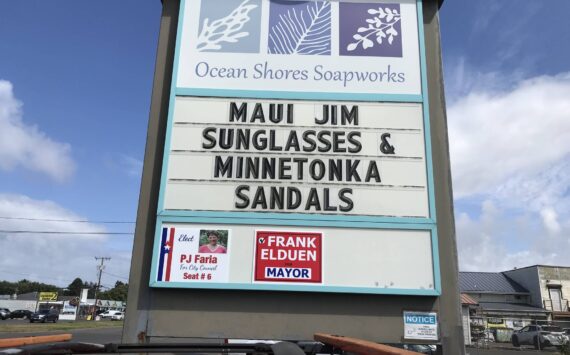 Ocean Shores Soapworks
MAUI JIM
SUNGLASSES &
MINNETONKA
SANDALS
Elect
PJ Faria
For City Council
Seat # 6
FRANK
ELDUEN
FOR
MAYOR
NOTICE